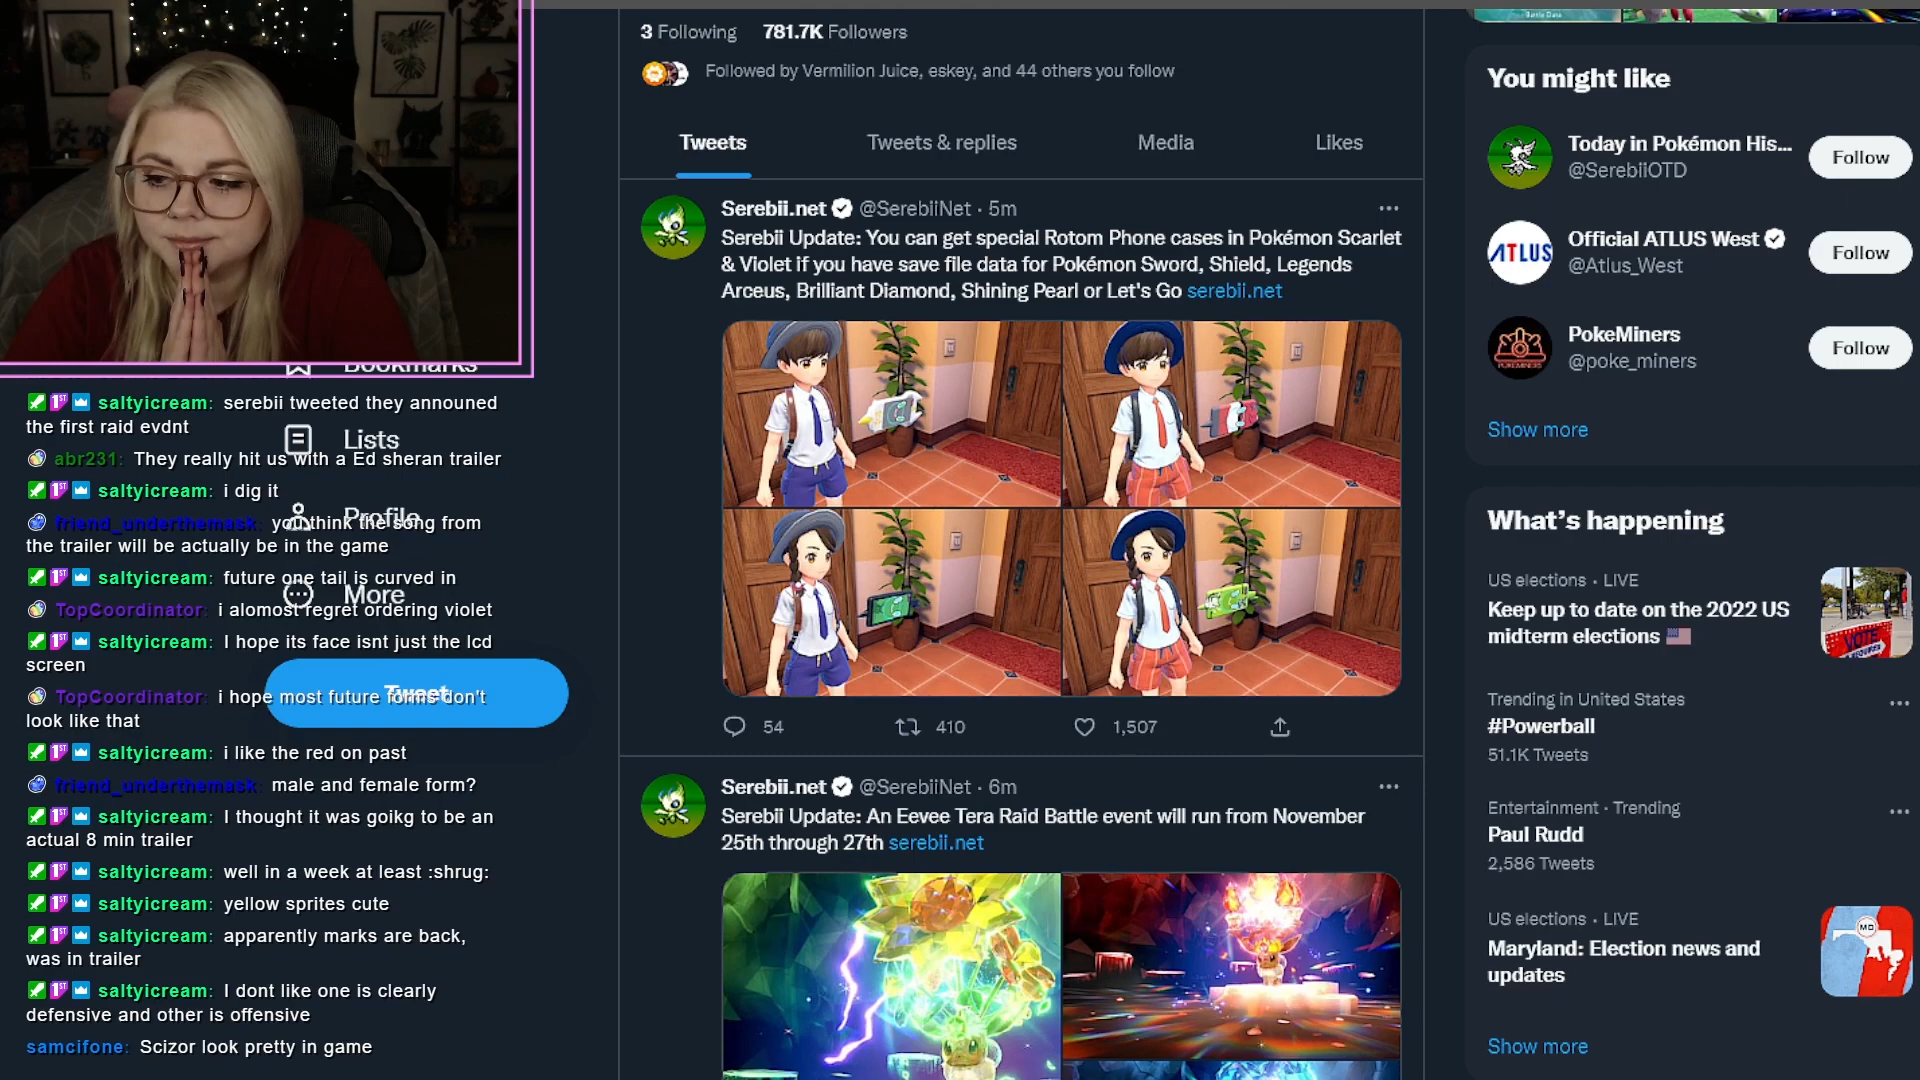 3 Following 781.7K Followers
Followed by Vermilion Juice, eskey, and 44 others you follow
Tweets Tweets & replies Media Likes
Serebii.net @SerebiiNet · 5m
Serebii Update: You can get special Rotom Phone cases in Pokémon Scarlet
& Violet if you have save file data for Pokémon Sword, Shield, Legends
Arceus, Brilliant Diamond, Shining Pearl or Let's Go serebii.net
54 410 1,507
Serebii.net @SerebiiNet · 6m
Serebii Update: An Eevee Tera Raid Battle event will run from November
25th through 27th serebii.net
Bookmarks
Lists
Profile
More
Tweet
saltyicream: serebii tweeted they announed
the first raid evdnt
abr231: They really hit us with a Ed sheran trailer
saltyicream: i dig it
friend_underthemask: you think the song from
the trailer will be actually be in the game
saltyicream: future one tail is curved in
TopCoordinator: i alomost regret ordering violet
saltyicream: I hope its face isnt just the lcd
screen
TopCoordinator: i hope most future forms don't
look like that
saltyicream: i like the red on past
friend_underthemask: male and female form?
saltyicream: I thought it was goikg to be an
actual 8 min trailer
saltyicream: well in a week at least :shrug:
saltyicream: yellow sprites cute
saltyicream: apparently marks are back,
was in trailer
saltyicream: I dont like one is clearly
defensive and other is offensive
samcifone: Scizor look pretty in game
Battle Data
You might like
Today in Pokémon His...
@SerebiiOTD
Follow
ATLUS
Official ATLUS West
@Atlus_West
Follow
PokeMiners
@poke_miners
Follow
Show more
What's happening
US elections · LIVE
Keep up to date on the 2022 US
midterm elections
VOTE
Trending in United States
#Powerball
51.1K Tweets
Entertainment · Trending
Paul Rudd
2,586 Tweets
US elections · LIVE
Maryland: Election news and
updates
MD
Show more